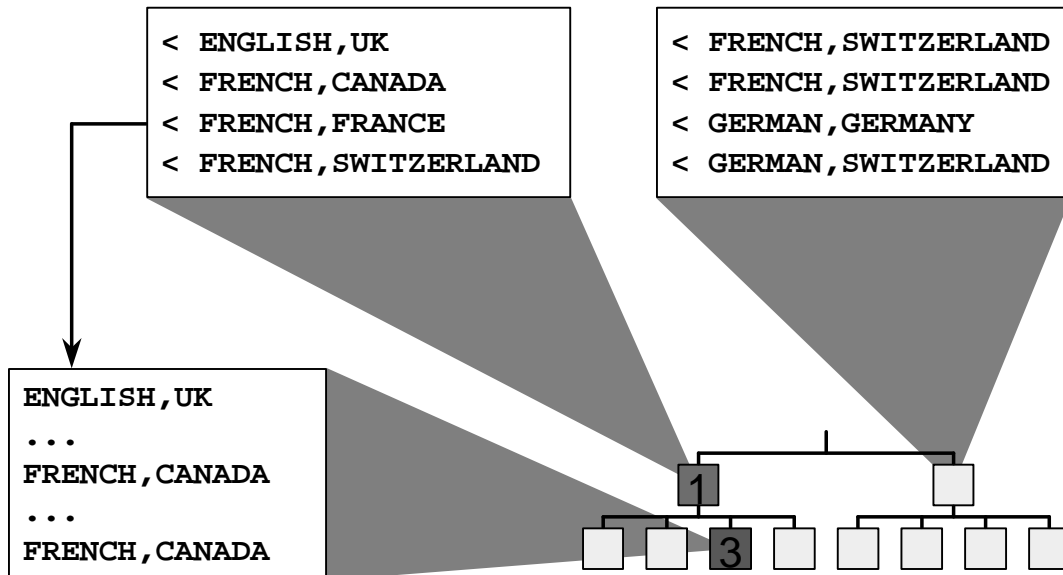 < ENGLISH,UK
< FRENCH,CANADA
< FRENCH,FRANCE
< FRENCH,SWITZERLAND
< FRENCH,SWITZERLAND
< FRENCH,SWITZERLAND
< GERMAN,GERMANY
< GERMAN,SWITZERLAND
ENGLISH,UK
...
FRENCH,CANADA
...
FRENCH,CANADA
1
3